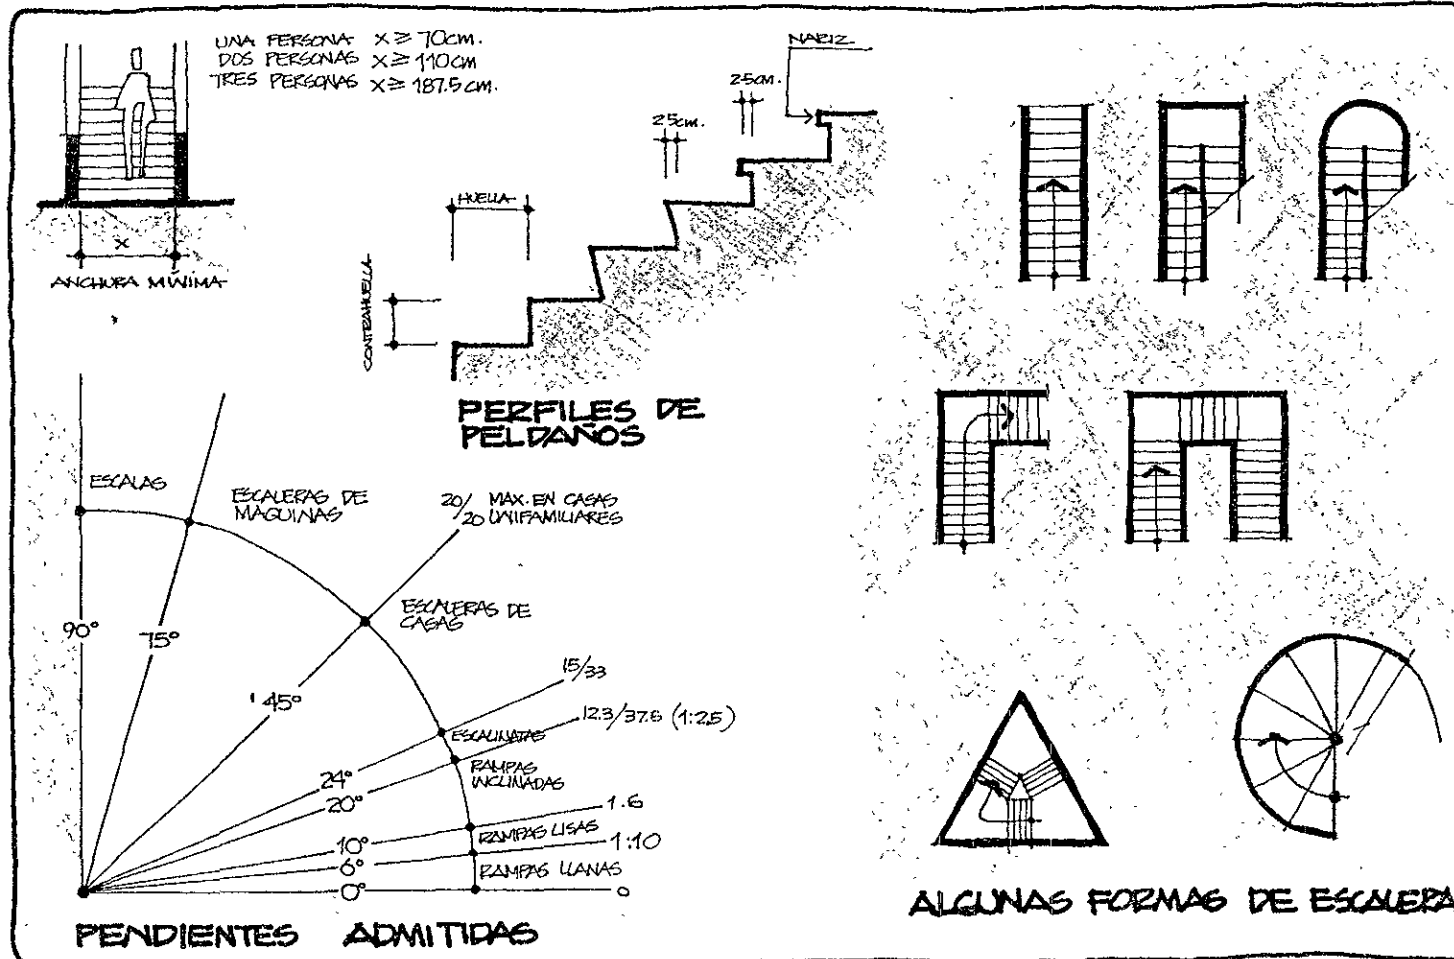 UNA PERSONA X ≥ 70cm.
DOS PERSONAS X ≥ 110cm
TRES PERSONAS X ≥ 187.5 cm.
X
ANCHURA MÍNIMA
NARIZ
25cm.
25cm.
HUELLA
CONTRAHUELLA
PERFILES DE
PELDAÑOS
ESCALAS
ESCALERAS DE
MAQUINAS
20/20 MAX. EN CASAS
UNIFAMILIARES
ESCALERAS DE
CASAS
90°
75°
45°
15/33
12.3/37.6 (1:2.5)
ESCALINATAS
RAMPAS
INCLINADAS
24°
20°
1.6
RAMPAS LISAS
10°
1:10
6°
RAMPAS LLANAS
0°
0
PENDIENTES ADMITIDAS
ALGUNAS FORMAS DE ESCALERA